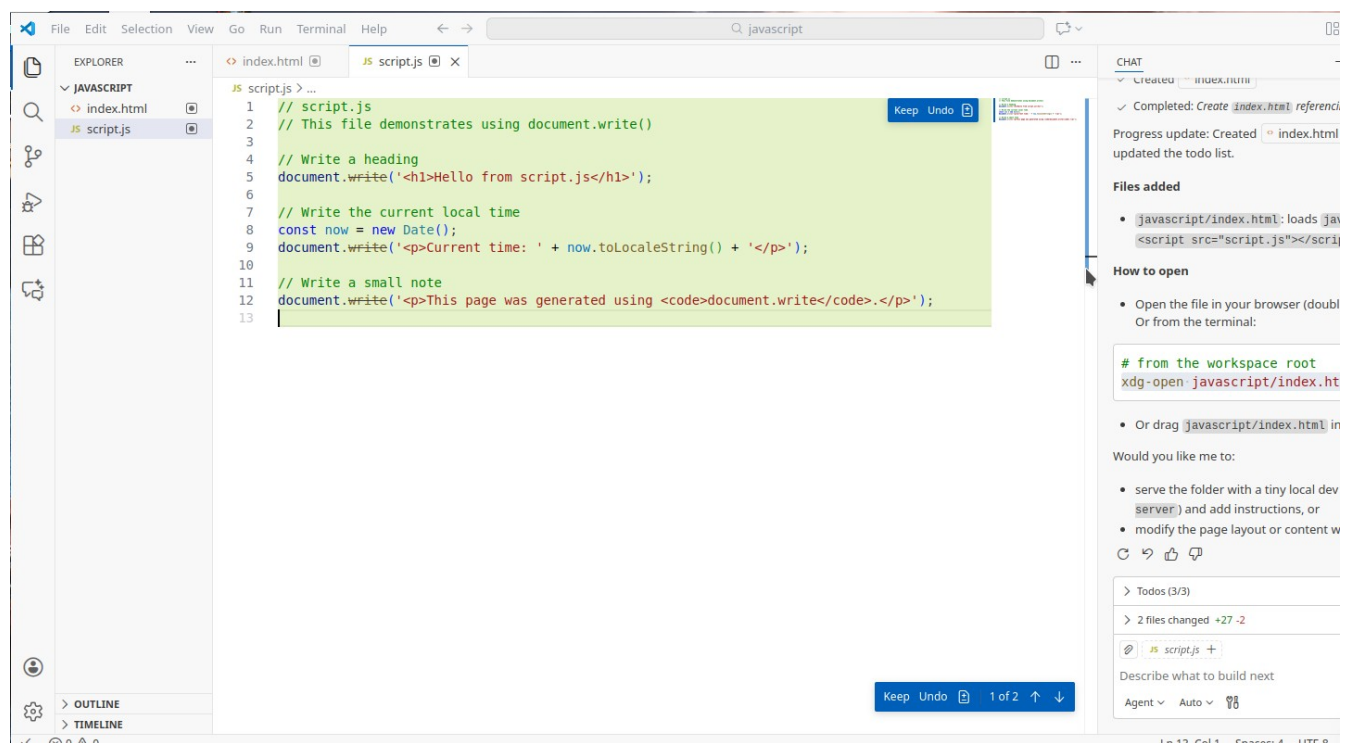 File Edit Selection View Go Run Terminal Help
javascript
EXPLORER
JAVASCRIPT
index.html
JS script.js
OUTLINE
TIMELINE
index.html
JS script.js
JS script.js > ...
1 // script.js
2 // This file demonstrates using document.write()
3
4 // Write a heading
5 document.write('<h1>Hello from script.js</h1>');
6
7 // Write the current local time
8 const now = new Date();
9 document.write('<p>Current time: ' + now.toLocaleString() + '</p>');
10
11 // Write a small note
12 document.write('<p>This page was generated using <code>document.write</code>.</p>');
13
Keep Undo
Keep Undo 1 of 2
CHAT
Created index.html
Completed: Create index.html
Progress update: Created index.html
updated the todo list.
Files added
javascript/index.html: loads
<script src="script.js">
How to open
Open the file in your browser
Or from the terminal:
# from the workspace root
xdg-open javascript/index.ht
Or drag javascript/index.html
Would you like me to:
serve the folder with a tiny local dev
server) and add instructions, or
modify the page layout or content
Todos (3/3)
2 files changed +27 -2
JS script.js
Describe what to build next
Agent Auto